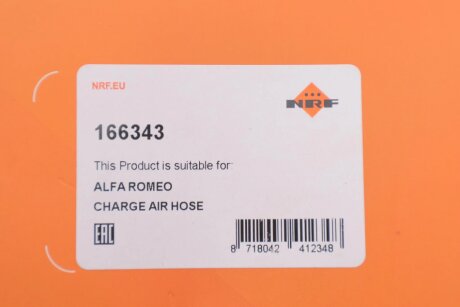 NRF.EU
NRF
166343
This Product is suitable for:
ALFA ROMEO
CHARGE AIR HOSE
EAC
8 718042 412348